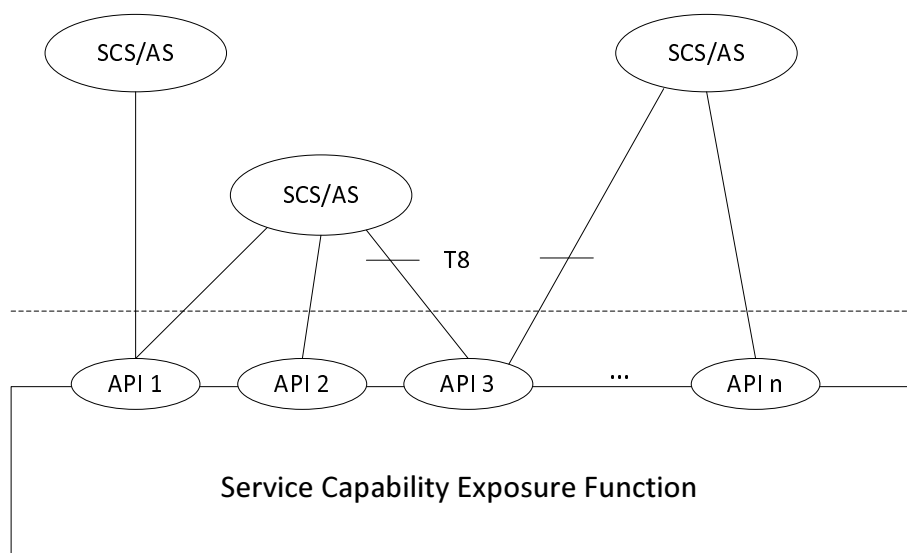 SCS/AS
SCS/AS
SCS/AS
T8
API 1
API 2
API 3
...
API n
Service Capability Exposure Function